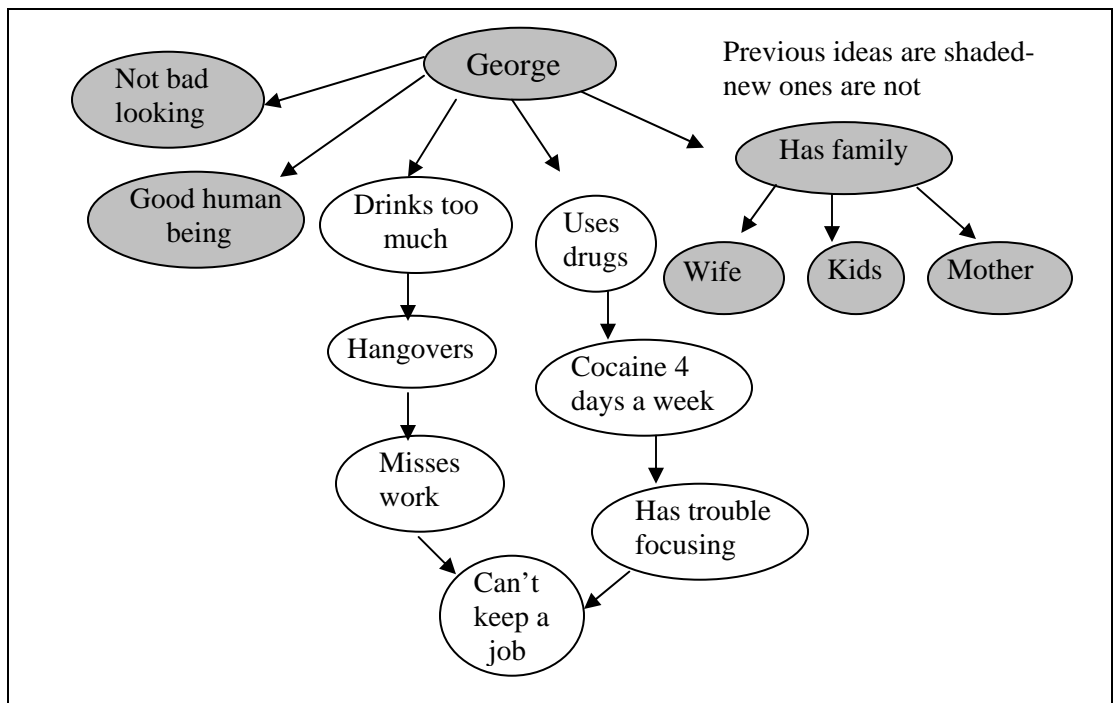 George
Previous ideas are shaded-
new ones are not
Not bad
looking
Has family
Good human
being
Drinks too
much
Uses
drugs
Wife
Kids
Mother
Hangovers
Cocaine 4
days a week
Misses
work
Has trouble
focusing
Can’t
keep a
job